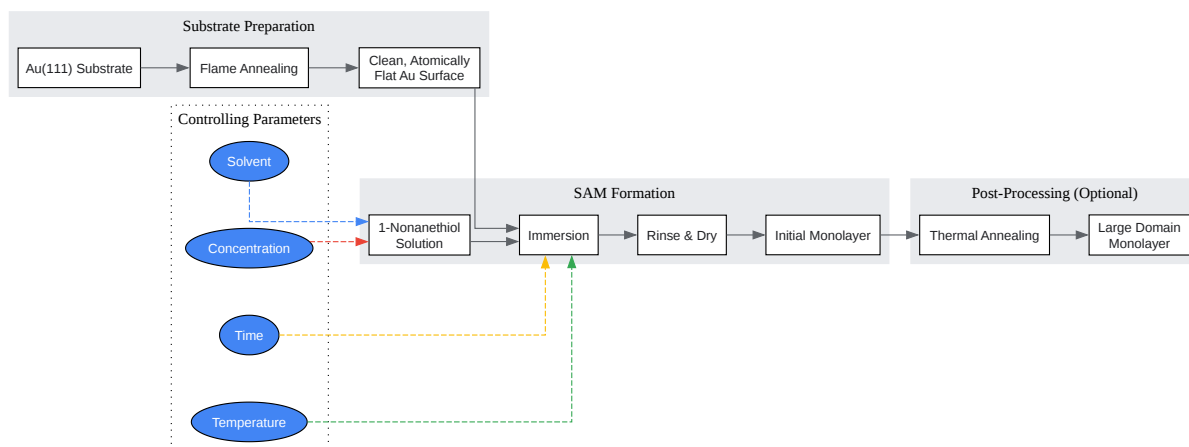 Substrate Preparation
Au(111) Substrate
Flame Annealing
Clean, Atomically
Flat Au Surface
Controlling Parameters
Solvent
Concentration
Time
Temperature
SAM Formation
1-Nonanethiol
Solution
Immersion
Rinse & Dry
Initial Monolayer
Post-Processing (Optional)
Thermal Annealing
Large Domain
Monolayer